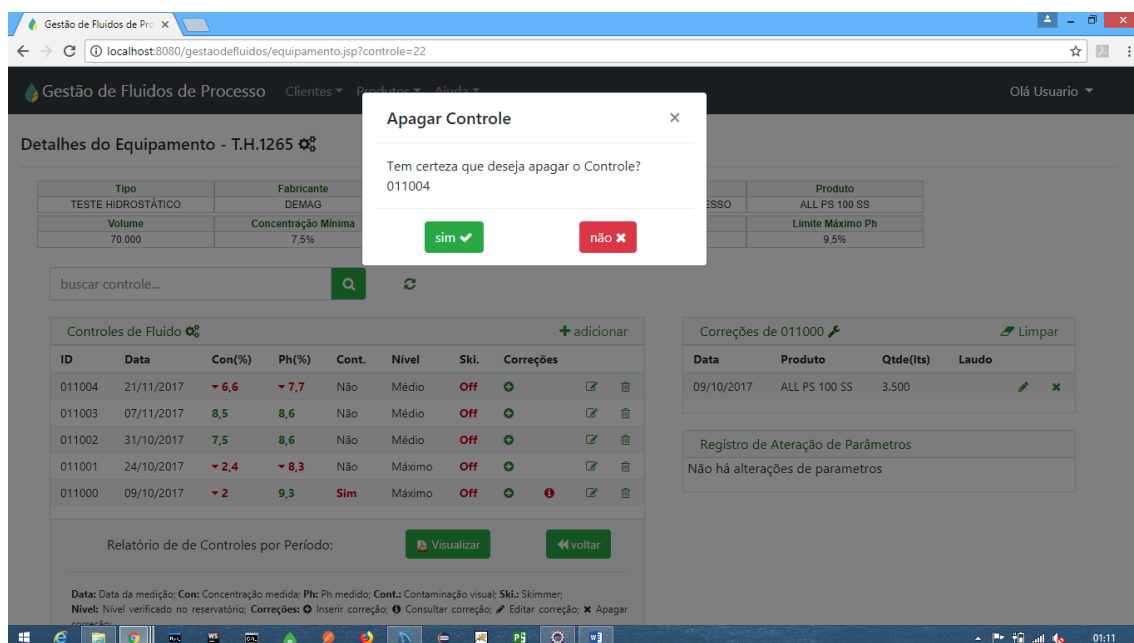 Gestão de Fluidos de Pro
localhost:8080/gestaodefluidos/equipamento.jsp?controle=22
Gestão de Fluidos de Processo Clientes Produtos Ajuda Olá Usuario
Apagar Controle ×
Tem certeza que deseja apagar o Controle?
011004
sim não
Detalhes do Equipamento - T.H.1265
Tipo Fabricante Produto
TESTE HIDROSTÁTICO DEMAG ESSO ALL PS 100 SS
Volume Concentração Mínima Limite Máximo Ph
70.000 7,5% 9,5%
buscar controle...
Controles de Fluido adicionar
ID Data Con(%) Ph(%) Cont. Nível Ski. Correções
011004 21/11/2017 6,6 7,7 Não Médio Off
011003 07/11/2017 8,5 8,6 Não Médio Off
011002 31/10/2017 7,5 8,6 Não Médio Off
011001 24/10/2017 2,4 8,3 Não Máximo Off
011000 09/10/2017 2 9,3 Sim Máximo Off
Relatório de de Controles por Período: Visualizar voltar
Data: Data da medição; Con: Concentração medida; Ph: Ph medido; Cont.: Contaminação visual; Ski.: Skimmer;
Nivel: Nível verificado no reservatório; Correções: Inserir correção; Consultar correção; Editar correção; Apagar
correção;
Correções de 011000 Limpar
Data Produto Qtde(lts) Laudo
09/10/2017 ALL PS 100 SS 3.500
Registro de Ateração de Parâmetros
Não há alterações de parametros
01:11